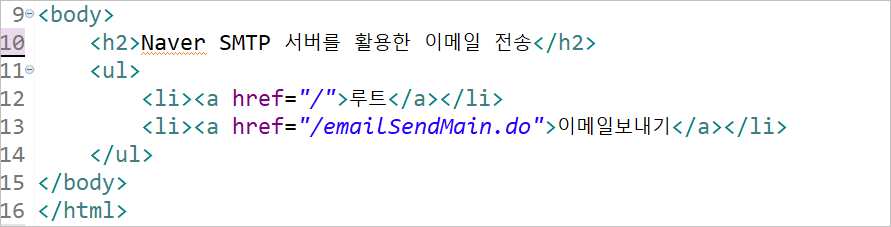 9 <body>
10 <h2>Naver SMTP 서버를 활용한 이메일 전송</h2>
11 <ul>
12 <li><a href="/">루트</a></li>
13 <li><a href="/emailSendMain.do">이메일보내기</a></li>
14 </ul>
15 </body>
16 </html>